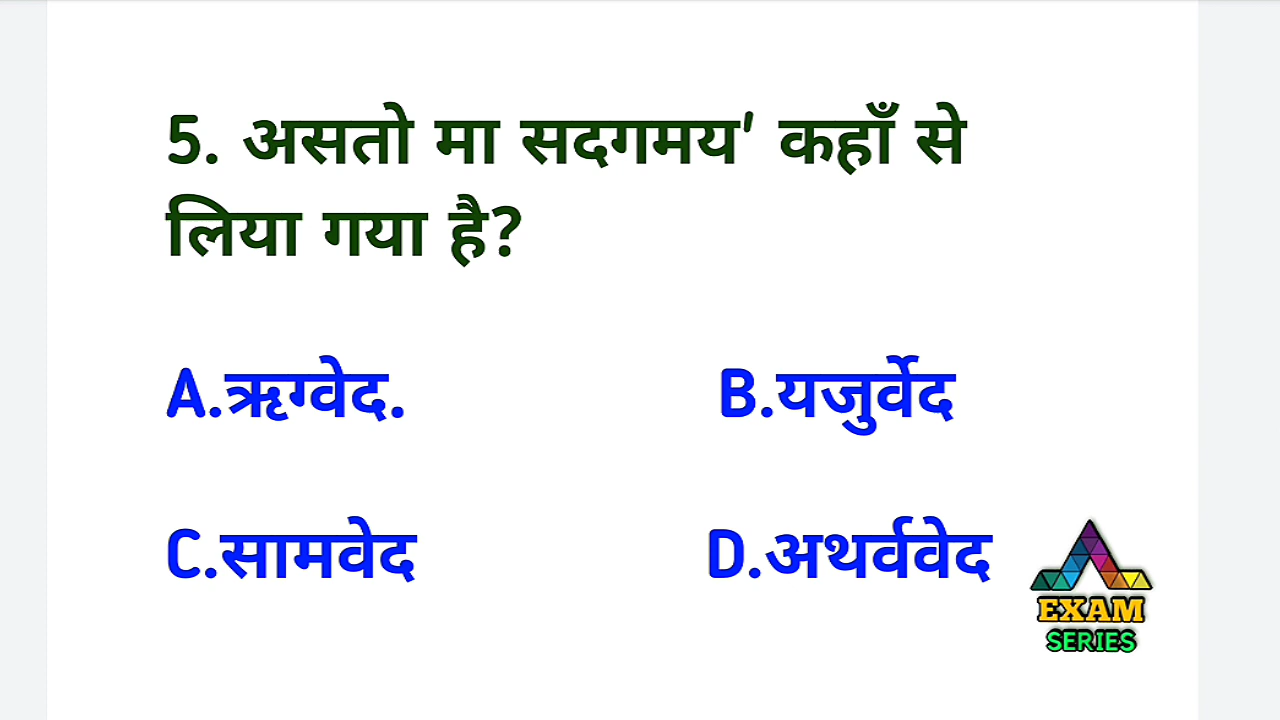 5. असतो मा सदगमय' कहाँ से
लिया गया है?
A.ऋग्वेद. B.यजुर्वेद
C.सामवेद D.अथर्ववेद
EXAM
SERIES